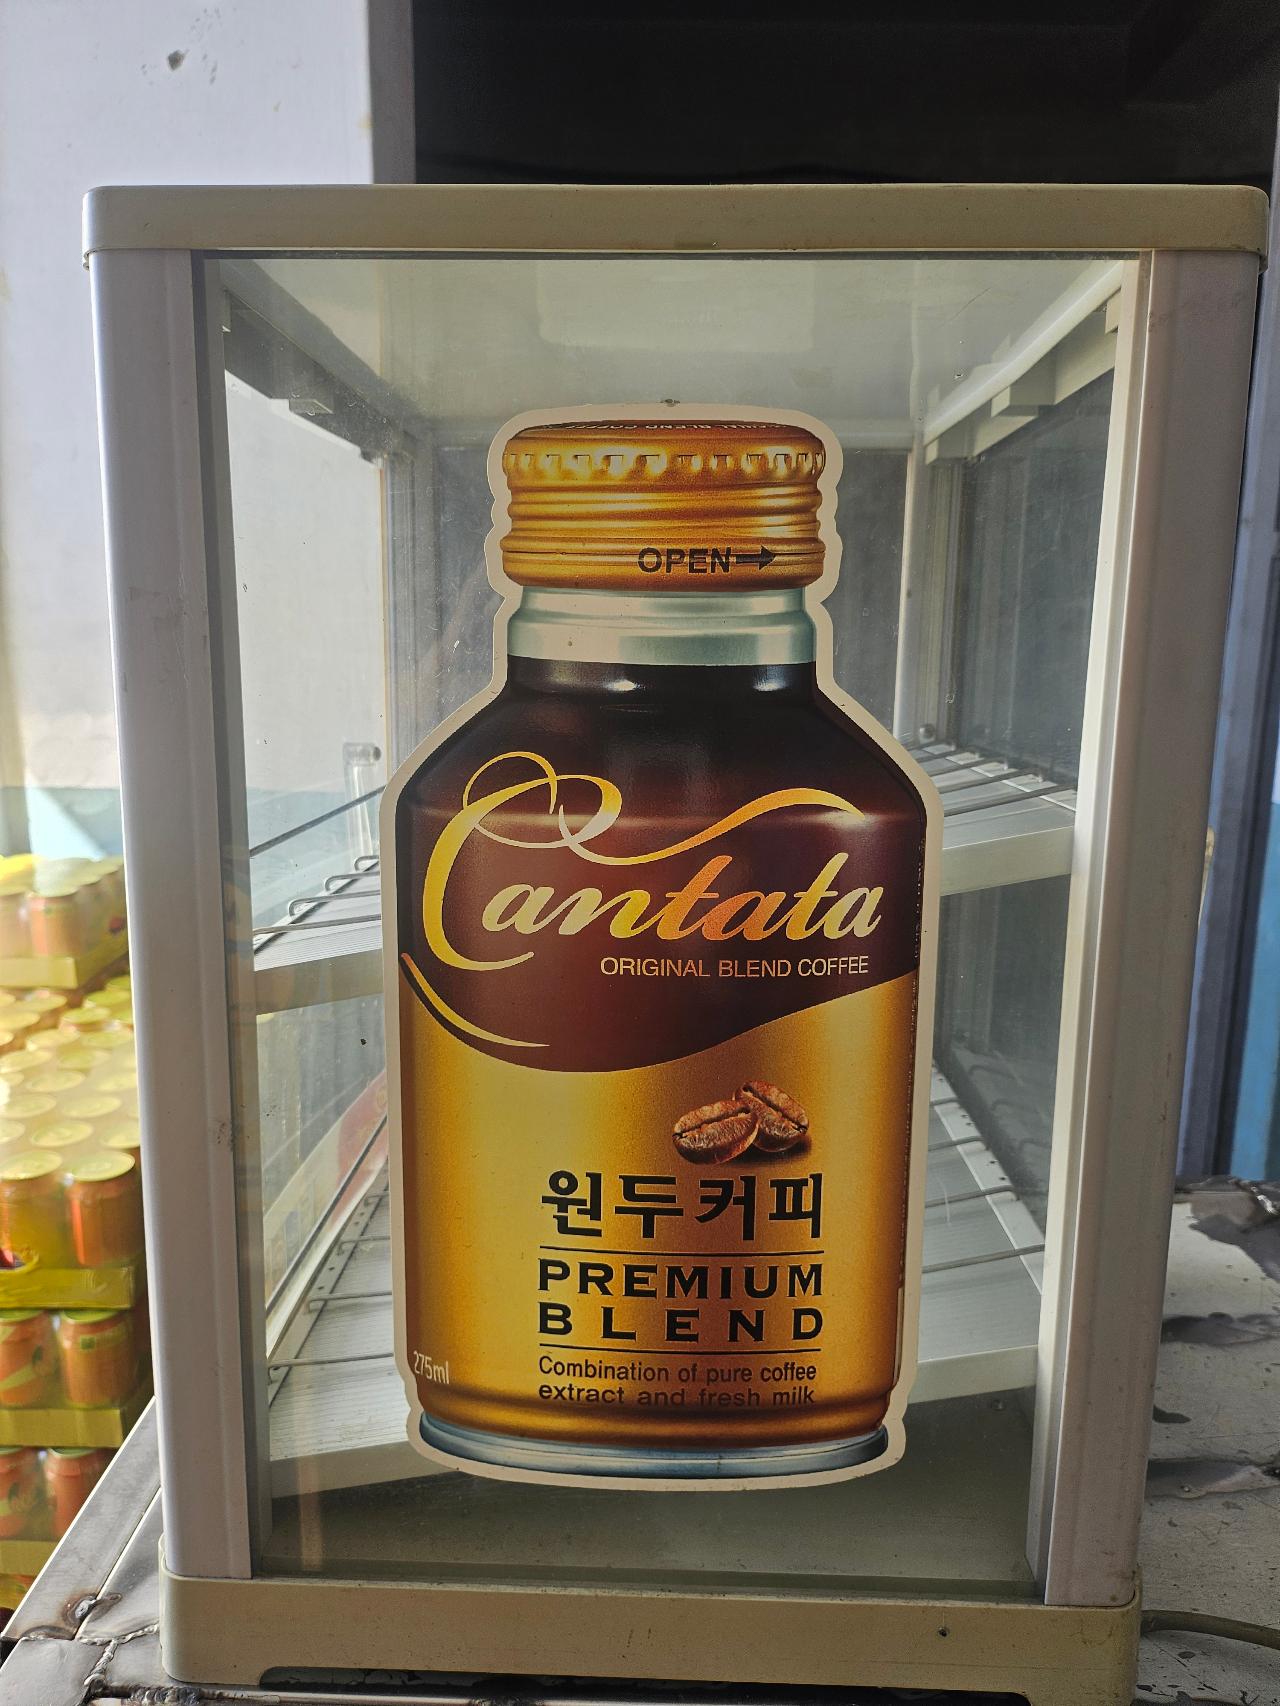 OPEN→
Cantata
ORIGINAL BLEND COFFEE
원두커피
PREMIUM
BLEND
275ml
Combination of pure coffee
extract and fresh milk